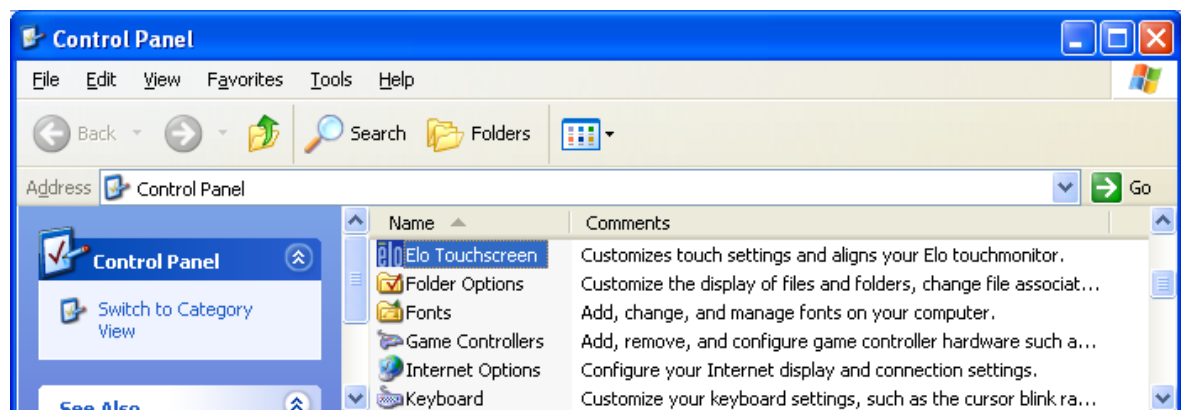 Control Panel
File Edit View Favorites Tools Help
Back Search Folders
Address Control Panel Go
Name Comments
elo Elo Touchscreen Customizes touch settings and aligns your Elo touchmonitor.
Control Panel
Folder Options Customize the display of files and folders, change file associat...
Switch to Category
View
Fonts Add, change, and manage fonts on your computer.
Game Controllers Add, remove, and configure game controller hardware such a...
Internet Options Configure your Internet display and connection settings.
See Also
Keyboard Customize your keyboard settings, such as the cursor blink ra...